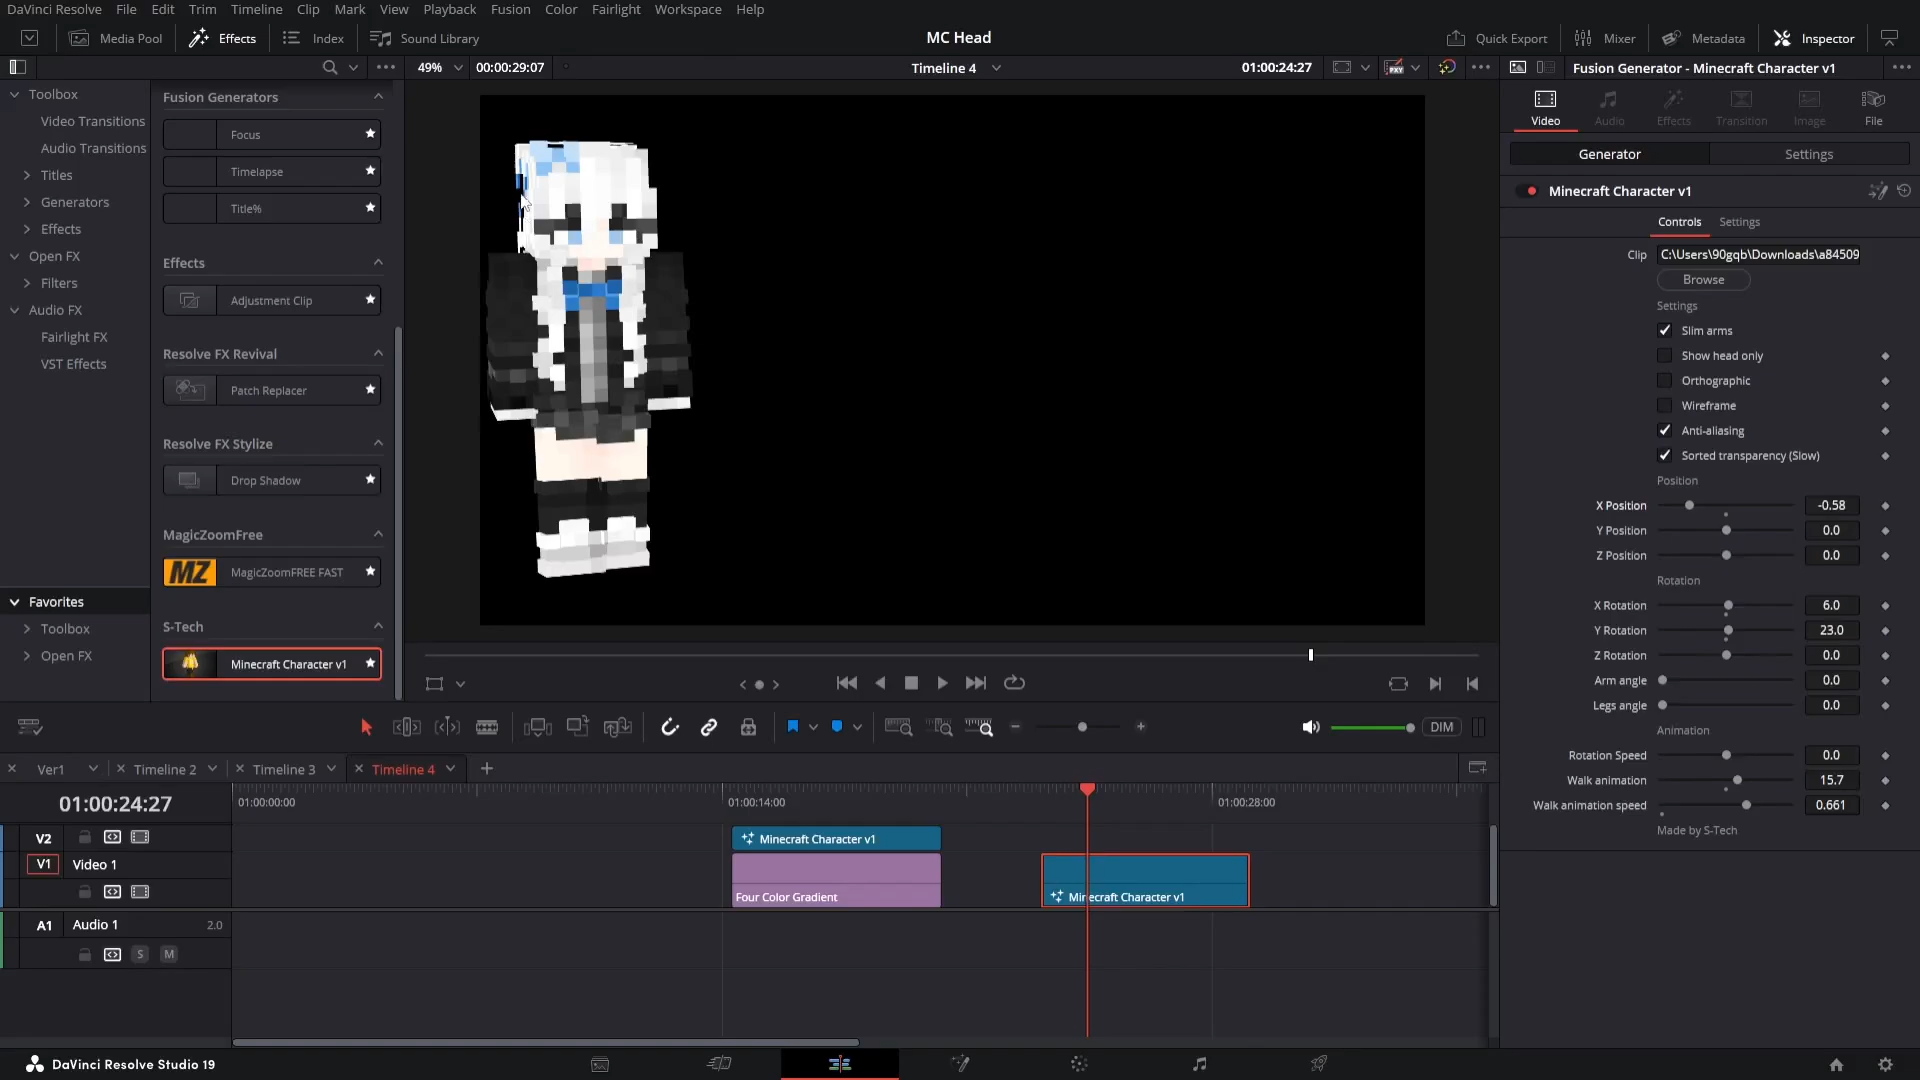 DaVinci Resolve File Edit Trim Timeline Clip Mark View Playback Fusion Color Fairlight Workspace Help
Media Pool Effects Index Sound Library MC Head Quick Export Mixer Metadata Inspector
49% 00:00:29:07 Timeline 4 01:00:24:27 PXY Fusion Generator - Minecraft Character v1
Toolbox
Video Transitions
Audio Transitions
Titles
Generators
Effects
Open FX
Filters
Audio FX
Fairlight FX
VST Effects
Favorites
Toolbox
Open FX
Fusion Generators
Focus
Timelapse
Title%
Effects
Adjustment Clip
Resolve FX Revival
Patch Replacer
Resolve FX Stylize
Drop Shadow
MagicZoomFree
MZ MagicZoomFREE FAST
S-Tech
Minecraft Character v1
Video Audio Effects Transition Image File
Generator Settings
Minecraft Character v1
Controls Settings
Clip C:\Users\90gqb\Downloads\a84509
Browse
Settings
Slim arms
Show head only
Orthographic
Wireframe
Anti-aliasing
Sorted transparency (Slow)
Position
X Position -0.58
Y Position 0.0
Z Position 0.0
Rotation
X Rotation 6.0
Y Rotation 23.0
Z Rotation 0.0
Arm angle 0.0
Legs angle 0.0
Animation
Rotation Speed 0.0
Walk animation 15.7
Walk animation speed 0.661
Made by S-Tech
DIM
Ver1 Timeline 2 Timeline 3 Timeline 4
01:00:24:27 01:00:00:00 01:00:14:00 01:00:28:00
V2 Minecraft Character v1
V1 Video 1
Four Color Gradient Minecraft Character v1
A1 Audio 1 2.0
S M
DaVinci Resolve Studio 19